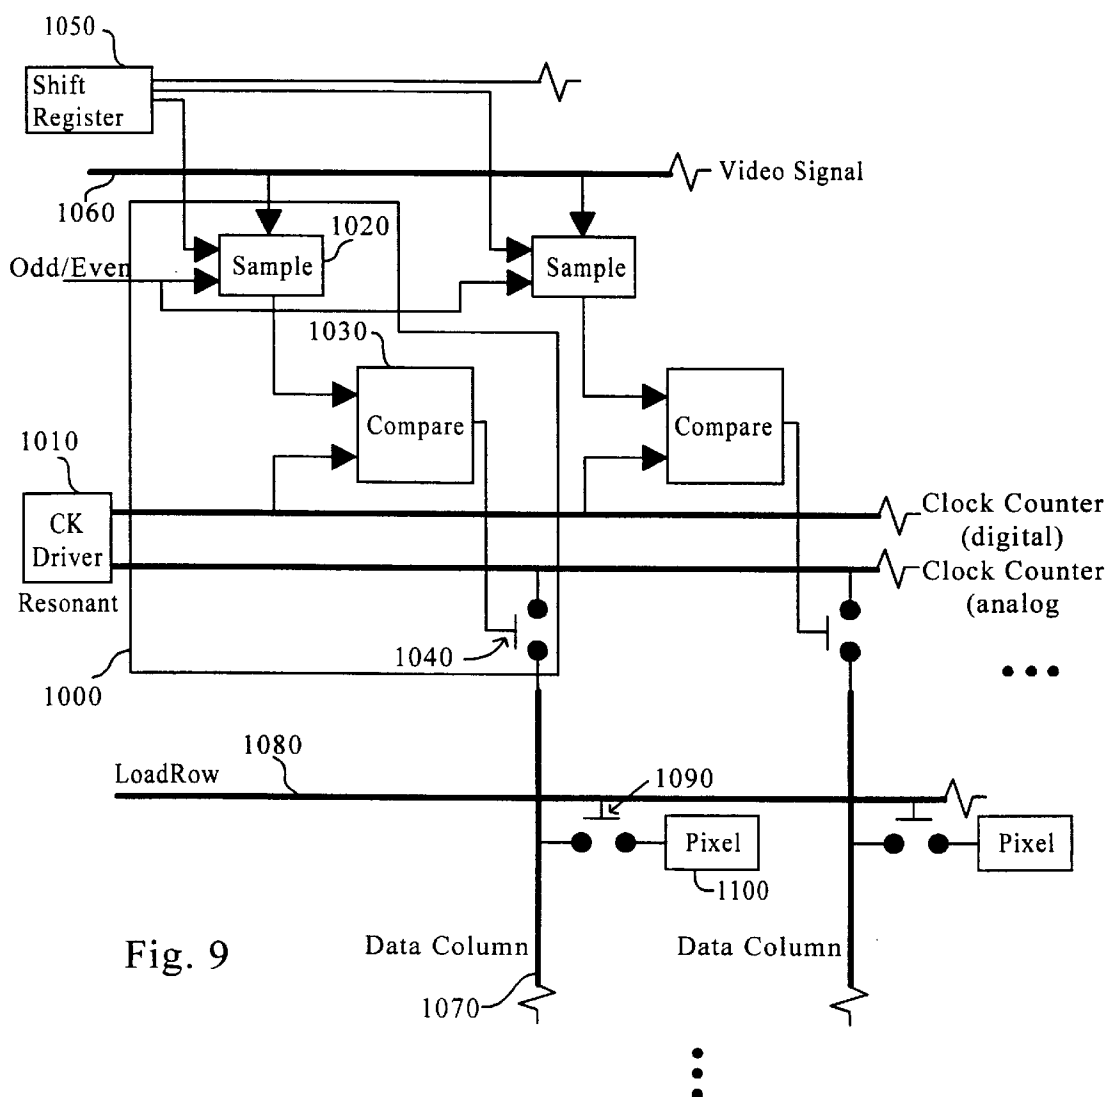 1050
Shift
Register
Video Signal
1060
1020
Odd/Even
Sample
Sample
1030
Compare
Compare
1010
CK
Driver
Resonant
Clock Counter
(digital)
Clock Counter
(analog
1040
1000
1080
LoadRow
1090
Pixel
Pixel
1100
Data Column
Data Column
Fig. 9
1070